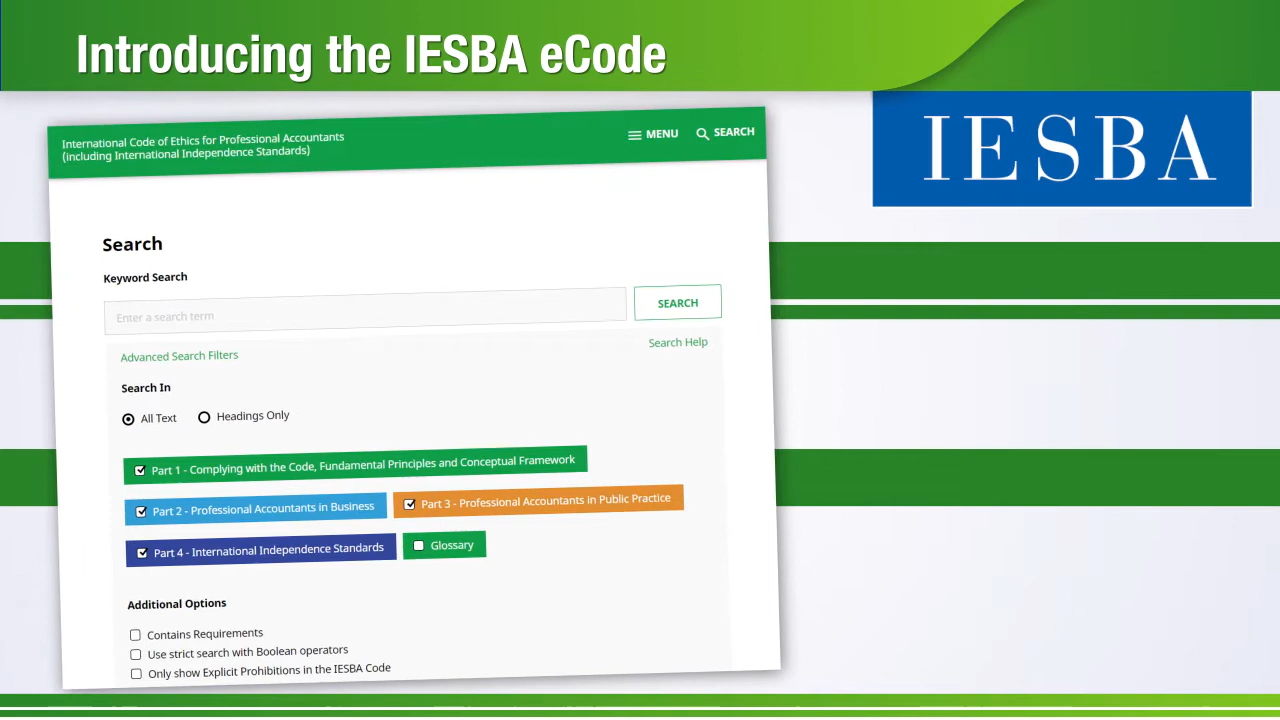 Introducing the IESBA eCode
IESBA
International Code of Ethics for Professional Accountants
(including International Independence Standards)
MENU
SEARCH
Search
Keyword Search
Enter a search term
SEARCH
Advanced Search Filters
Search Help
Search In
All Text
Headings Only
Part 1 - Complying with the Code, Fundamental Principles and Conceptual Framework
Part 2 - Professional Accountants in Business
Part 3 - Professional Accountants in Public Practice
Part 4 - International Independence Standards
Glossary
Additional Options
Contains Requirements
Use strict search with Boolean operators
Only show Explicit Prohibitions in the IESBA Code